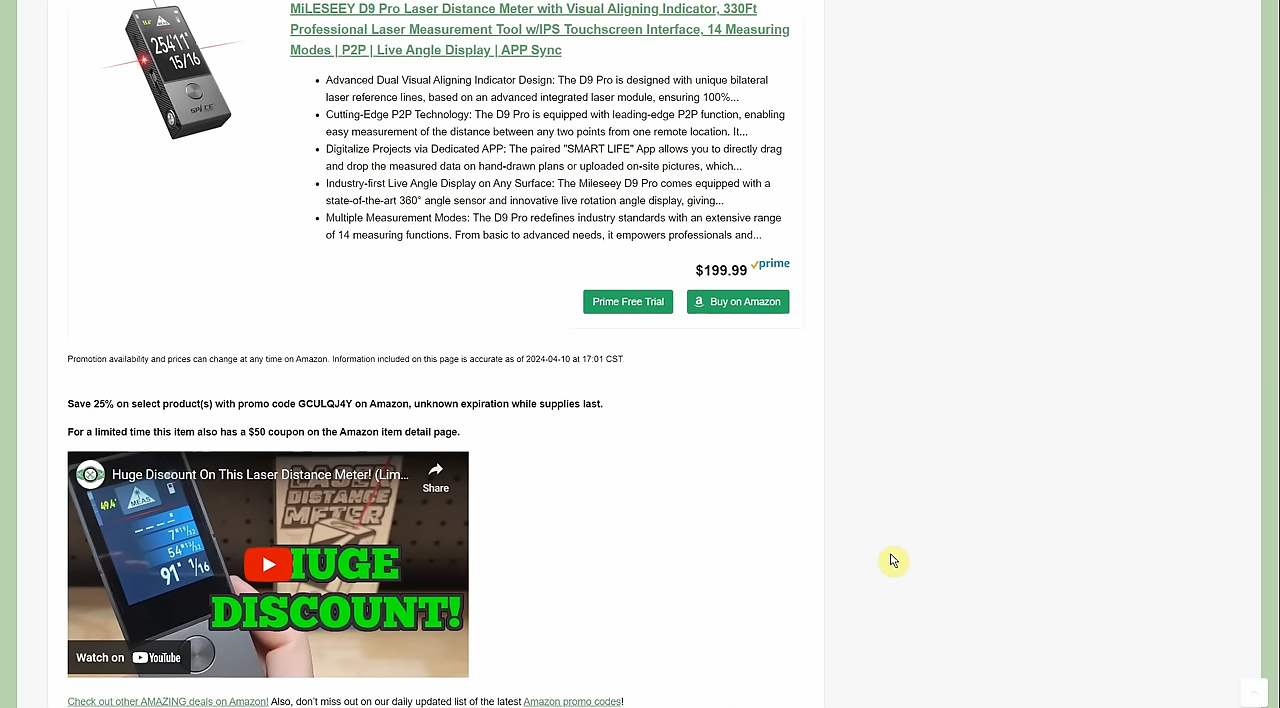 MiLESEEY D9 Pro Laser Distance Meter with Visual Aligning Indicator, 330Ft
Professional Laser Measurement Tool w/IPS Touchscreen Interface, 14 Measuring
Modes | P2P | Live Angle Display | APP Sync
254'11"
15/16
• Advanced Dual Visual Aligning Indicator Design: The D9 Pro is designed with unique bilateral
laser reference lines, based on an advanced integrated laser module, ensuring 100%...
• Cutting-Edge P2P Technology: The D9 Pro is equipped with leading-edge P2P function, enabling
easy measurement of the distance between any two points from one remote location. It...
• Digitalize Projects via Dedicated APP: The paired "SMART LIFE" App allows you to directly drag
and drop the measured data on hand-drawn plans or uploaded on-site pictures, which...
• Industry-first Live Angle Display on Any Surface: The Mileseey D9 Pro comes equipped with a
state-of-the-art 360° angle sensor and innovative live rotation angle display, giving...
• Multiple Measurement Modes: The D9 Pro redefines industry standards with an extensive range
of 14 measuring functions. From basic to advanced needs, it empowers professionals and...
$199.99 prime
Prime Free Trial
Buy on Amazon
Promotion availability and prices can change at any time on Amazon. Information included on this page is accurate as of 2024-04-10 at 17:01 CST.
Save 25% on select product(s) with promo code GCULQJ4Y on Amazon, unknown expiration while supplies last.
For a limited time this item also has a $50 coupon on the Amazon item detail page.
Huge Discount On This Laser Distance Meter! (Lim...
Share
LASER
DISTANCE
METER
49.4°
MEAS
91" 1/16
HUGE
DISCOUNT!
Watch on YouTube
Check out other AMAZING deals on Amazon! Also, don't miss out on our daily updated list of the latest Amazon promo codes!